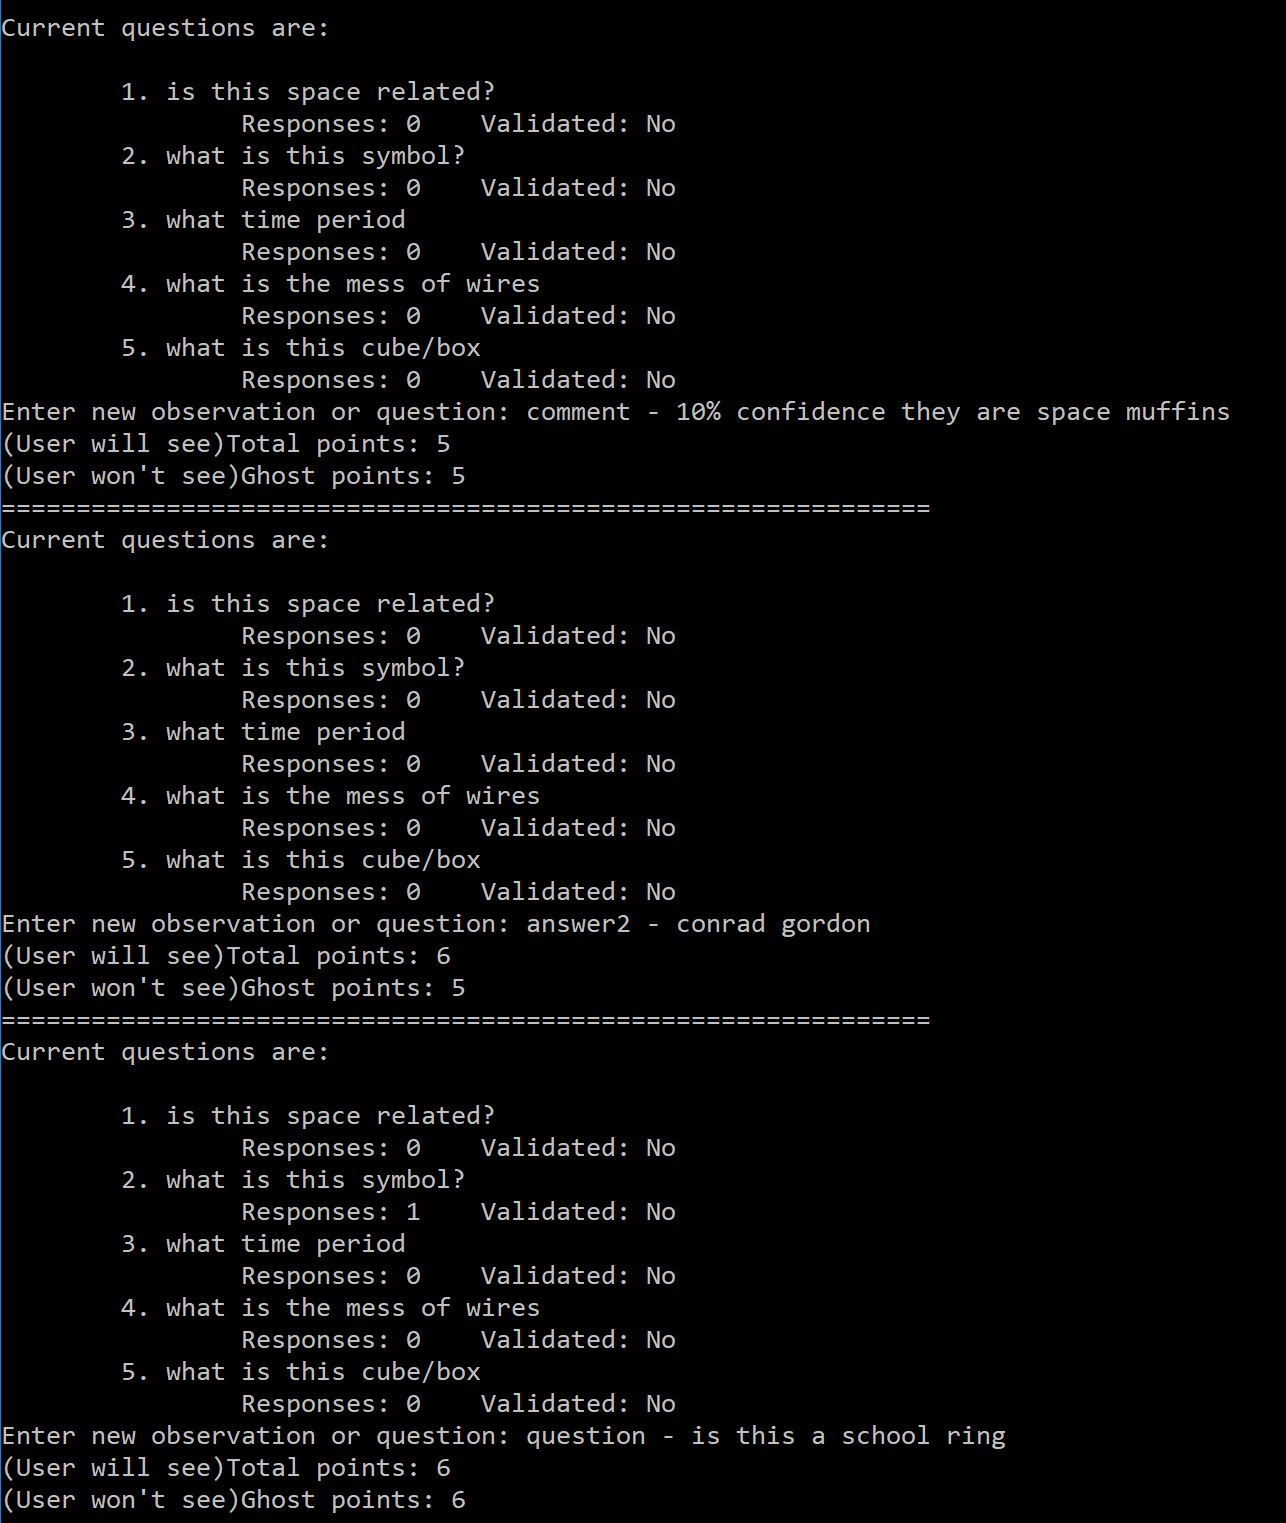 Current questions are:
1. is this space related?
Responses: 0    Validated: No
2. what is this symbol?
Responses: 0    Validated: No
3. what time period
Responses: 0    Validated: No
4. what is the mess of wires
Responses: 0    Validated: No
5. what is this cube/box
Responses: 0    Validated: No
Enter new observation or question: comment - 10% confidence they are space muffins
(User will see)Total points: 5
(User won't see)Ghost points: 5
==============================================================
Current questions are:
1. is this space related?
Responses: 0    Validated: No
2. what is this symbol?
Responses: 0    Validated: No
3. what time period
Responses: 0    Validated: No
4. what is the mess of wires
Responses: 0    Validated: No
5. what is this cube/box
Responses: 0    Validated: No
Enter new observation or question: answer2 - conrad gordon
(User will see)Total points: 6
(User won't see)Ghost points: 5
==============================================================
Current questions are:
1. is this space related?
Responses: 0    Validated: No
2. what is this symbol?
Responses: 1    Validated: No
3. what time period
Responses: 0    Validated: No
4. what is the mess of wires
Responses: 0    Validated: No
5. what is this cube/box
Responses: 0    Validated: No
Enter new observation or question: question - is this a school ring
(User will see)Total points: 6
(User won't see)Ghost points: 6